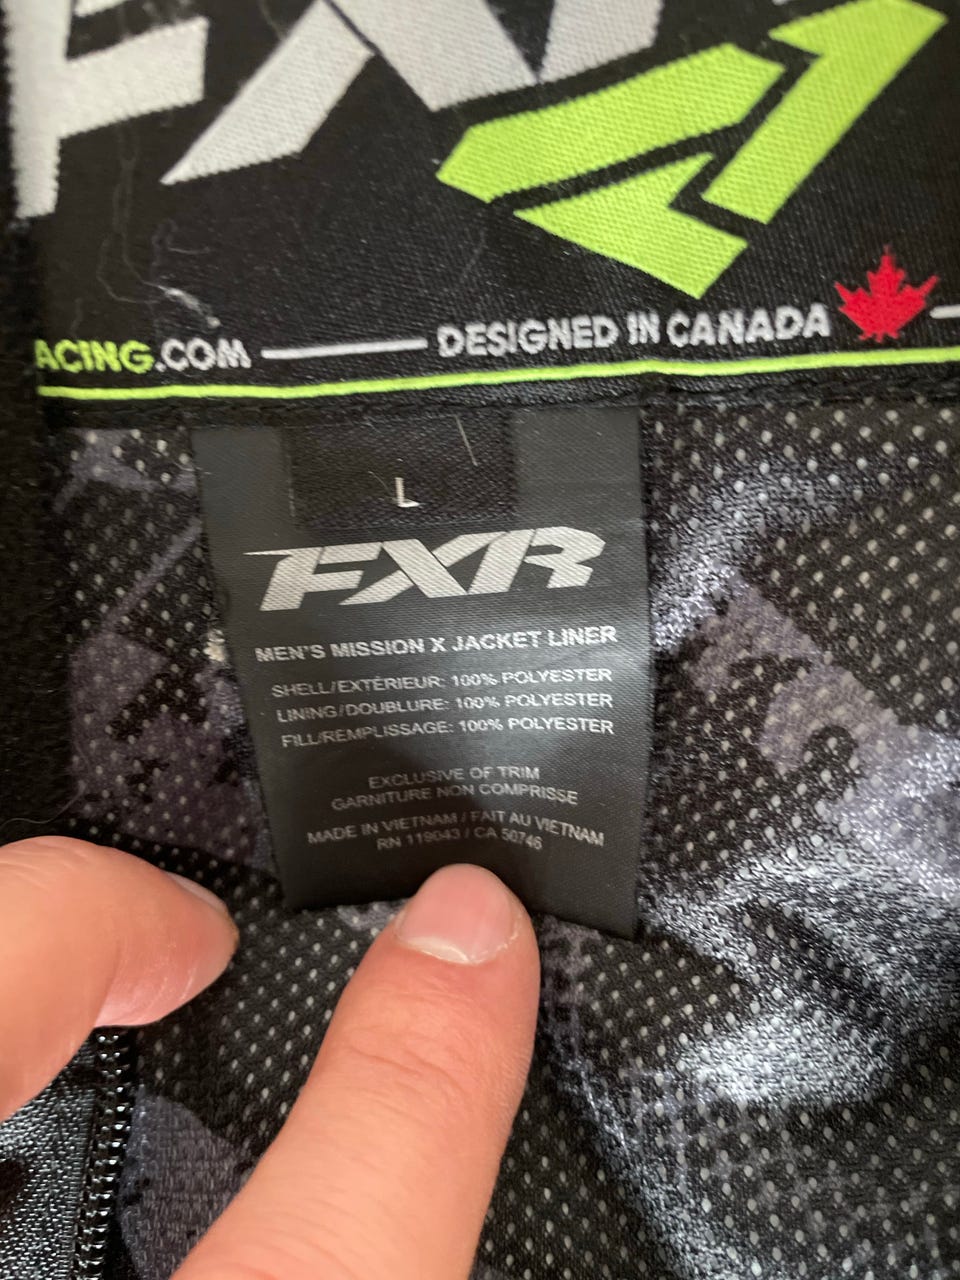 FXR
ACING.COM
DESIGNED IN CANADA
L
FXR
MEN'S MISSION X JACKET LINER
SHELL/EXTÉRIEUR: 100% POLYESTER
LINING/DOUBLURE: 100% POLYESTER
FILL/REMPLISSAGE: 100% POLYESTER
EXCLUSIVE OF TRIM
GARNITURE NON COMPRISSE
MADE IN VIETNAM / FAIT AU VIETNAM
RN 119043 / CA 50746